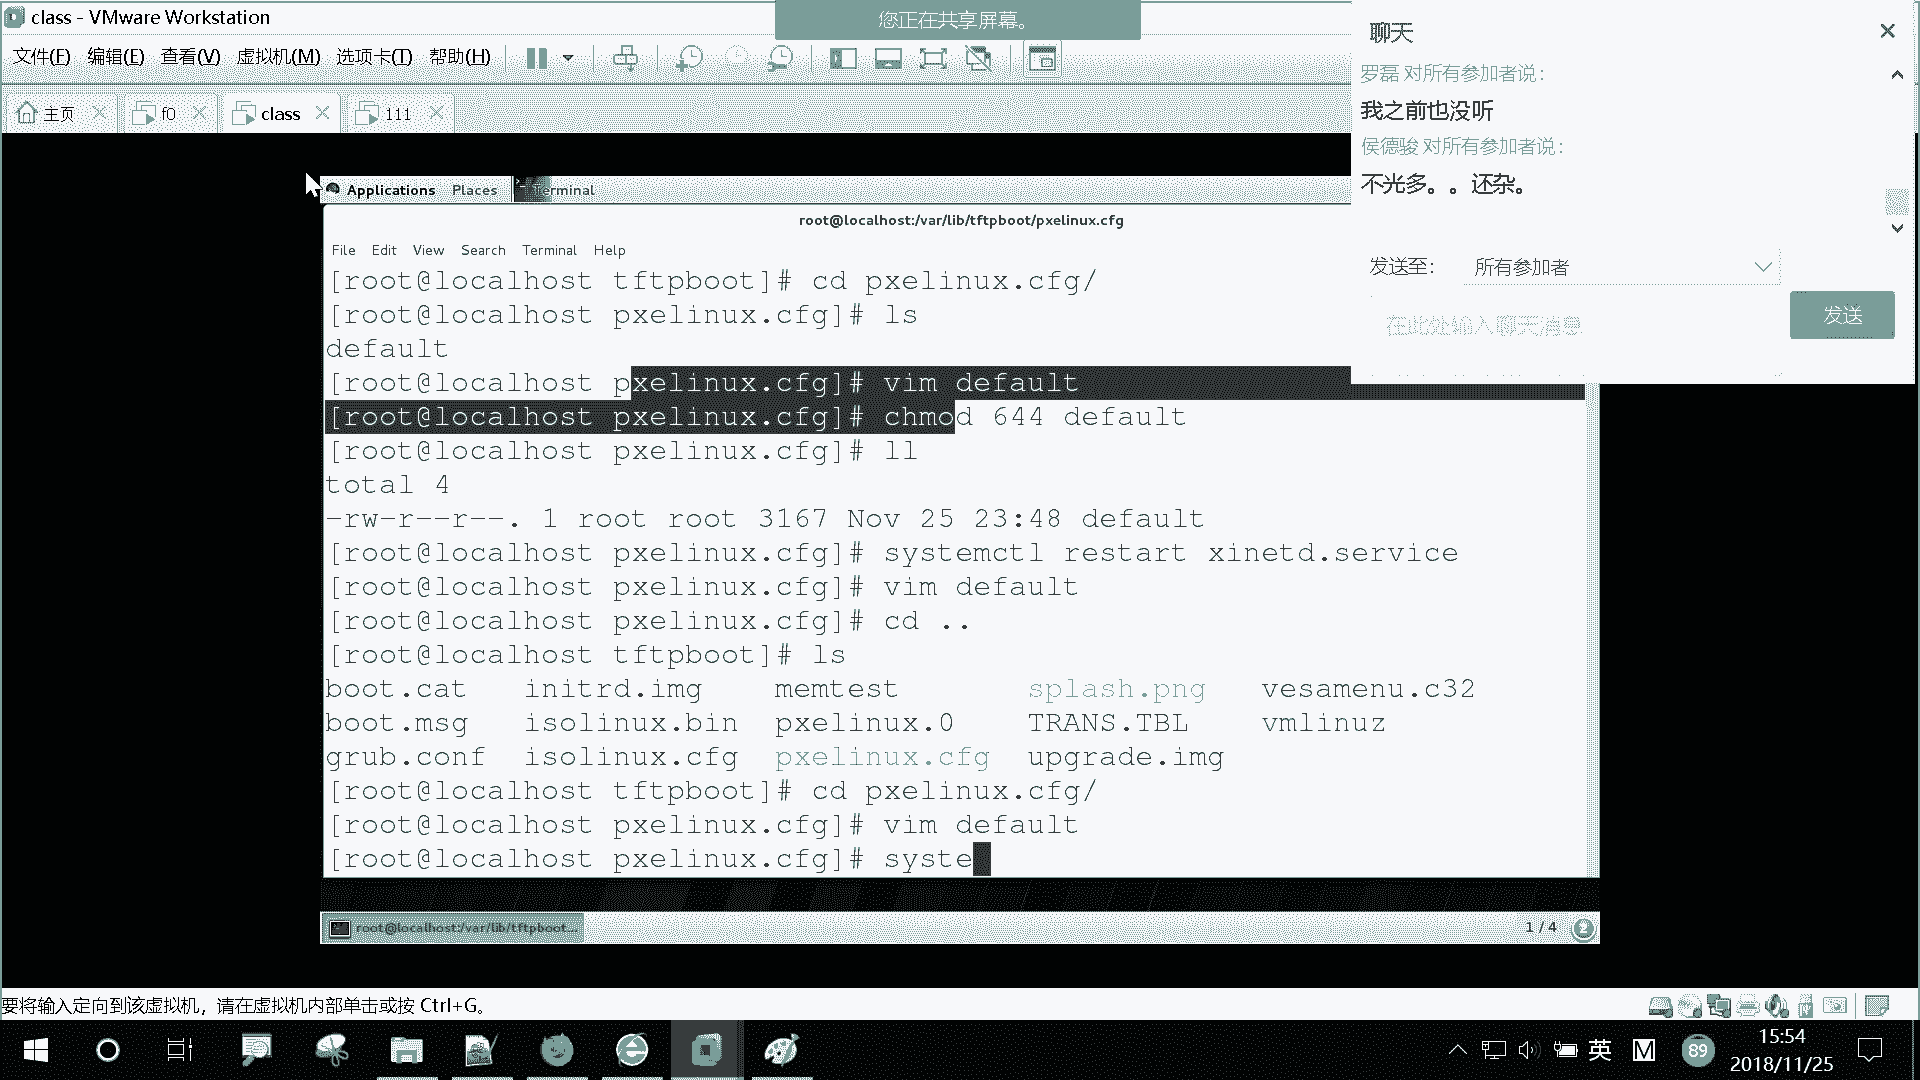 class - VMware Workstation
您正在共享屏幕。
文件(F) 编辑(E) 查看(V) 虚拟机(M) 选项卡(T) 帮助(H)
主页 f0 class 111
聊天
罗磊 对所有参加者说:
我之前也没听
侯德骏 对所有参加者说:
不光多。。还杂。
发送至: 所有参加者
在此处输入聊天消息
发送
Applications Places Terminal
root@localhost:/var/lib/tftpboot/pxelinux.cfg
File Edit View Search Terminal Help
[root@localhost tftpboot]# cd pxelinux.cfg/
[root@localhost pxelinux.cfg]# ls
default
[root@localhost pxelinux.cfg]# vim default
[root@localhost pxelinux.cfg]# chmod 644 default
[root@localhost pxelinux.cfg]# ll
total 4
-rw-r--r--. 1 root root 3167 Nov 25 23:48 default
[root@localhost pxelinux.cfg]# systemctl restart xinetd.service
[root@localhost pxelinux.cfg]# vim default
[root@localhost pxelinux.cfg]# cd ..
[root@localhost tftpboot]# ls
boot.cat initrd.img memtest splash.png vesamenu.c32
boot.msg isolinux.bin pxelinux.0 TRANS.TBL vmlinuz
grub.conf isolinux.cfg pxelinux.cfg upgrade.img
[root@localhost tftpboot]# cd pxelinux.cfg/
[root@localhost pxelinux.cfg]# vim default
[root@localhost pxelinux.cfg]# syste
root@localhost:/var/lib/tftpboot...
1 / 4 2
要将输入定向到该虚拟机，请在虚拟机内部单击或按 Ctrl+G。
英 M 89 15:54
2018/11/25